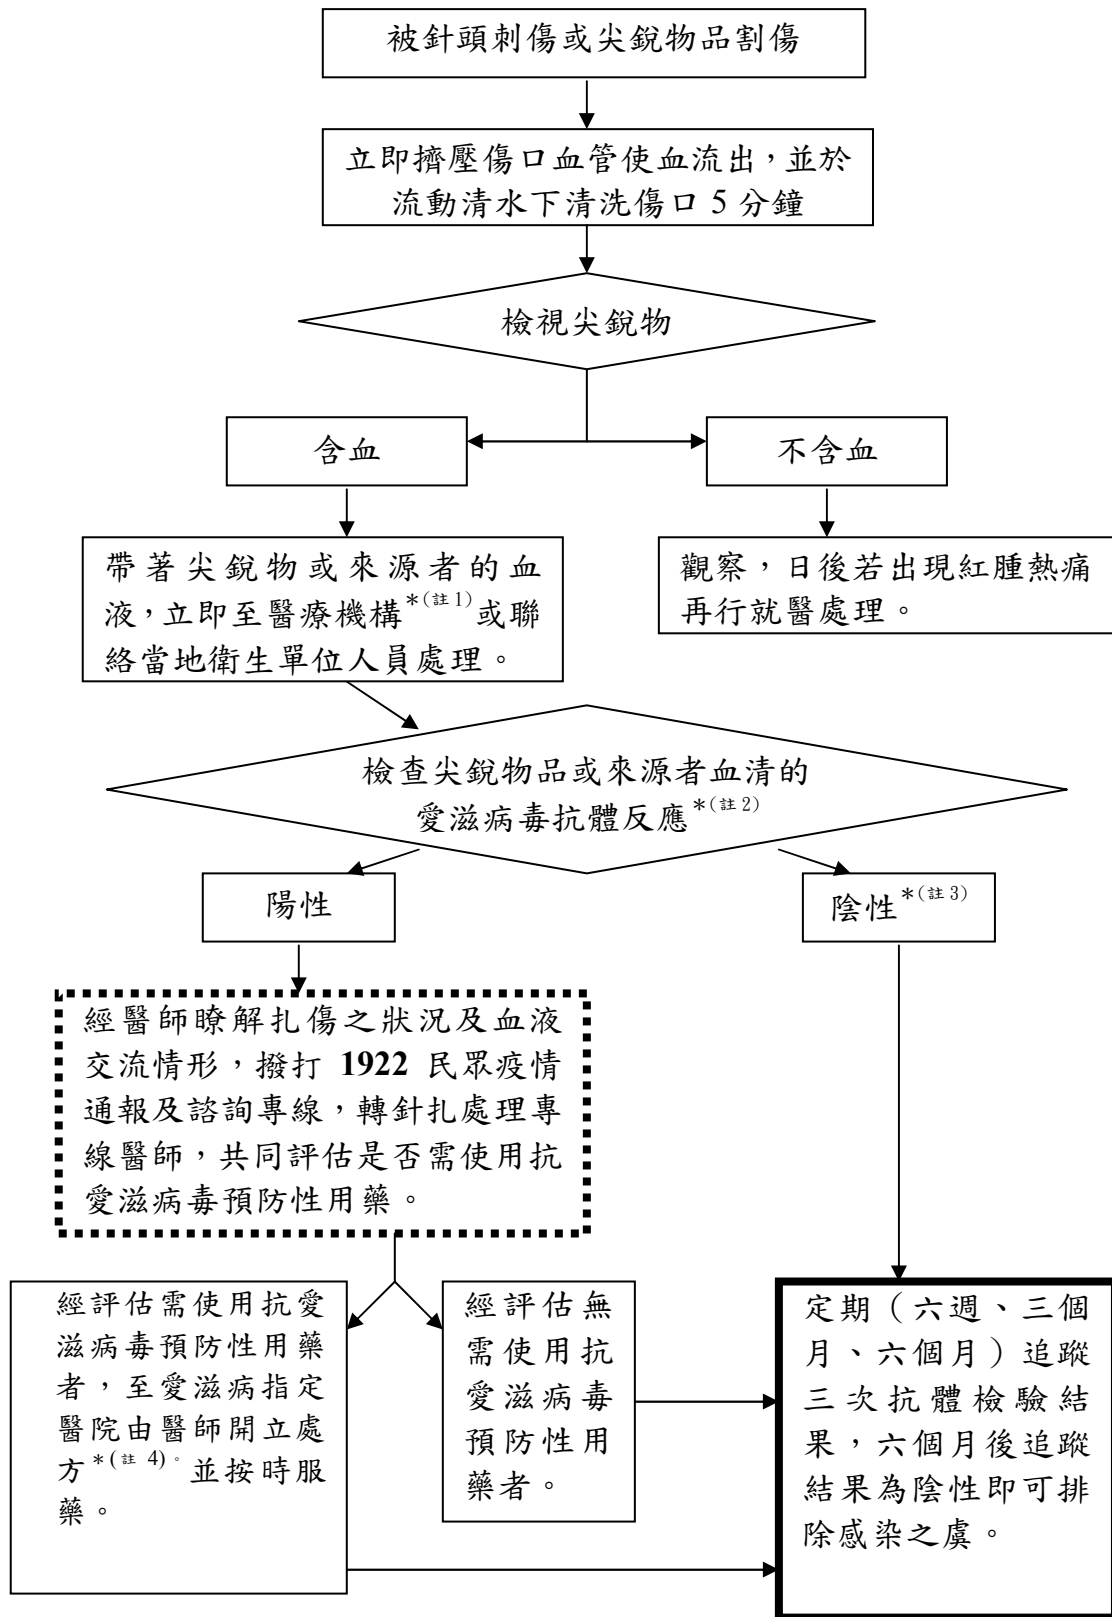 被針頭刺傷或尖銳物品割傷
立即擠壓傷口血管使血流出，並於
流動清水下清洗傷口 5 分鐘
檢視尖銳物
含血
不含血
帶著尖銳物或來源者的血
液，立即至醫療機構*(註1)或聯
絡當地衛生單位人員處理。
觀察，日後若出現紅腫熱痛
再行就醫處理。
檢查尖銳物品或來源者血清的
愛滋病毒抗體反應*(註2)
陽性
陰性*(註3)
經醫師瞭解扎傷之狀況及血液
交流情形，撥打 1922 民眾疫情
通報及諮詢專線，轉針扎處理專
線醫師，共同評估是否需使用抗
愛滋病毒預防性用藥。
經評估需使用抗愛
滋病毒預防性用藥
者，至愛滋病指定
醫院由醫師開立處
方*(註 4)。並按時服
藥。
經評估無
需使用抗
愛滋病毒
預防性用
藥者。
定期（六週、三個
月、六個月）追蹤
三次抗體檢驗結
果，六個月後追蹤
結果為陰性即可排
除感染之虞。